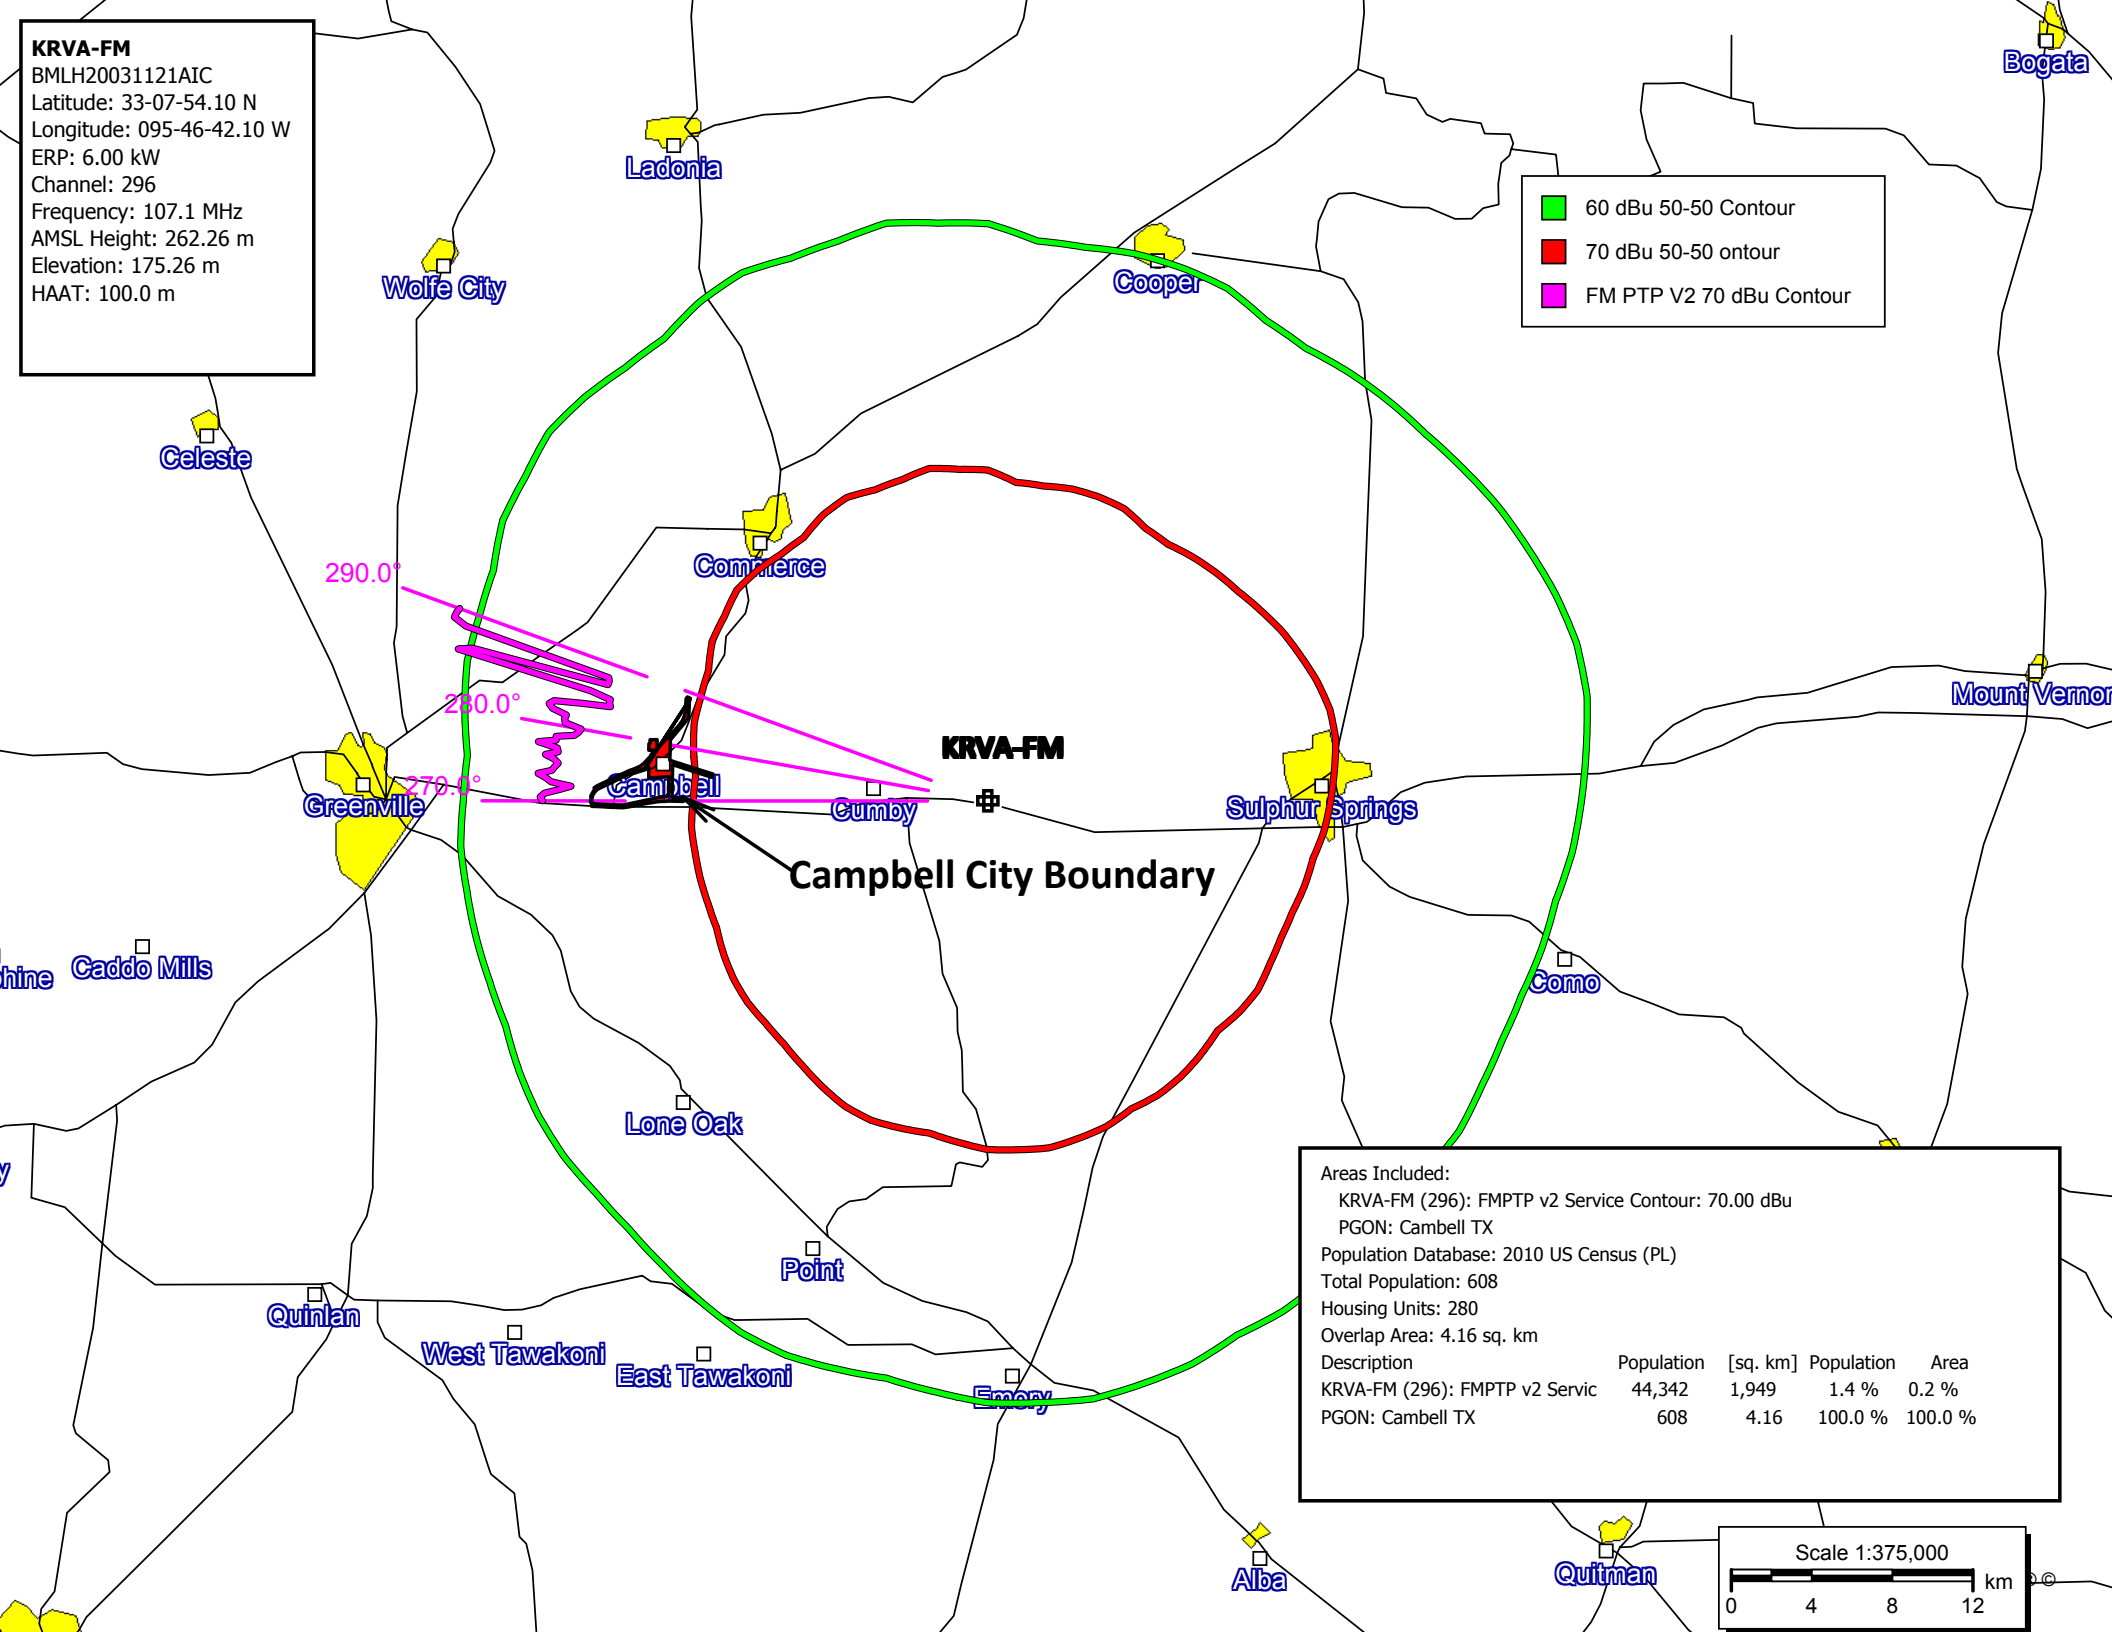 KRVA-FM
BMLH20031121AIC
Latitude: 33-07-54.10 N
Longitude: 095-46-42.10 W
ERP: 6.00 kW
Channel: 296
Frequency: 107.1 MHz
AMSL Height: 262.26 m
Elevation: 175.26 m
HAAT: 100.0 m
Bogata
Ladonia
60 dBu 50-50 Contour
70 dBu 50-50 ontour
FM PTP V2 70 dBu Contour
Wolfe City
Cooper
Celeste
Commerce
290.0°
280.0°
270.0°
Mount Vernon
KRVA-FM
Campbell
Greenville
Cumby
Sulphur Springs
Campbell City Boundary
hine
Caddo Mills
Como
Lone Oak
y
Point
Quinlan
West Tawakoni
East Tawakoni
Emory
Areas Included:
KRVA-FM (296): FMPTP v2 Service Contour: 70.00 dBu
PGON: Cambell TX
Population Database: 2010 US Census (PL)
Total Population: 608
Housing Units: 280
Overlap Area: 4.16 sq. km
Description Population [sq. km] Population Area
KRVA-FM (296): FMPTP v2 Servic 44,342 1,949 1.4 % 0.2 %
PGON: Cambell TX 608 4.16 100.0 % 100.0 %
Alba
Quitman
Scale 1:375,000
km
0 4 8 12
©